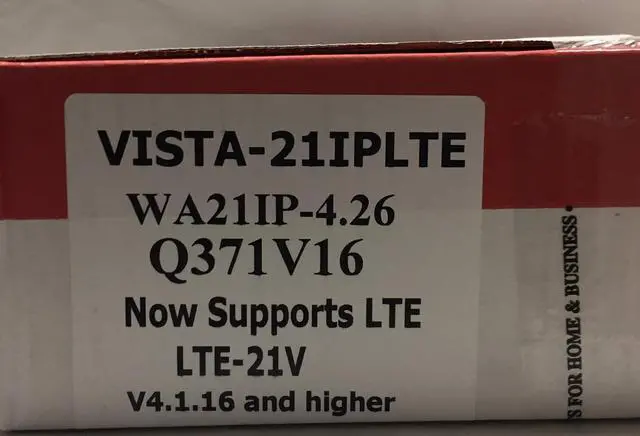 VISTA-21IPLTE
WA21IP-4.26
Q371V16
Now Supports LTE
LTE-21V
V4.1.16 and higher
FOR HOME & BUSINESS •